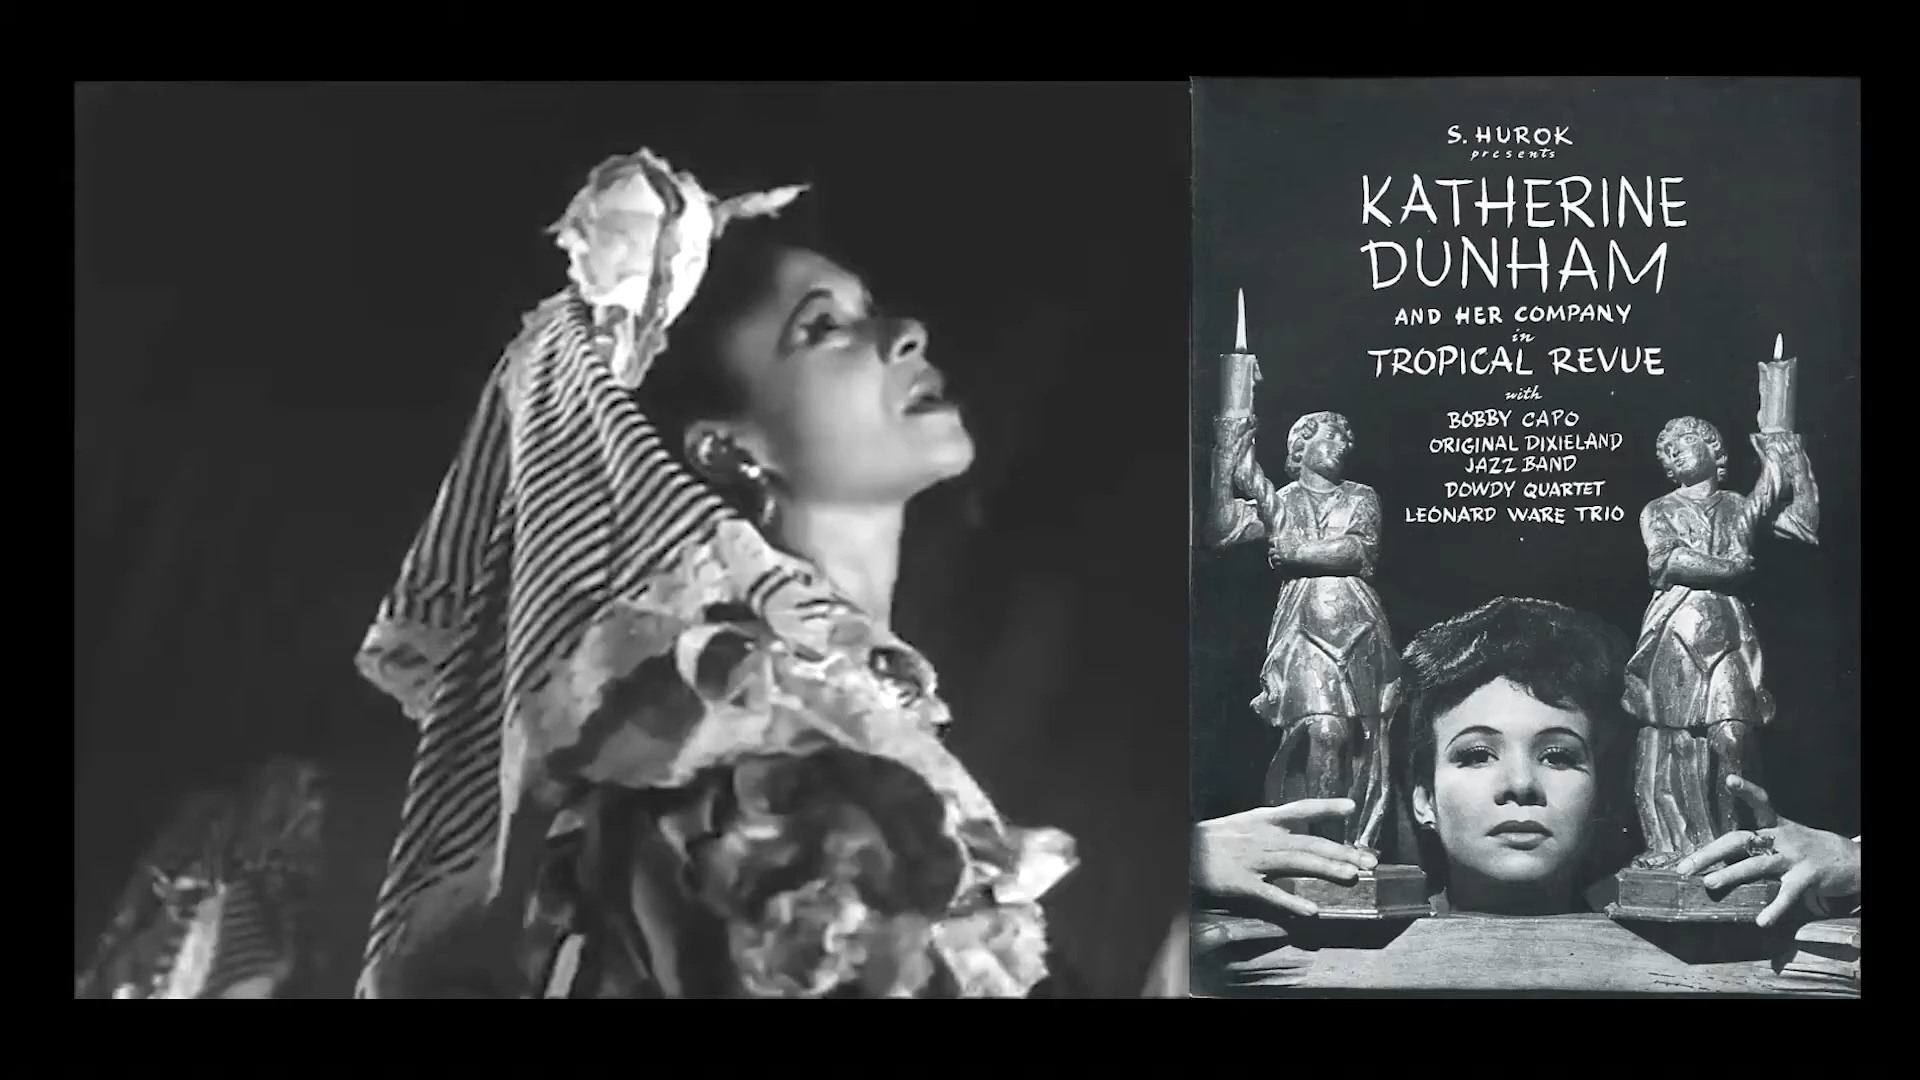 S. HUROK
presents
KATHERINE
DUNHAM
AND HER COMPANY
in
TROPICAL REVUE
with
BOBBY CAPO
ORIGINAL DIXIELAND
JAZZ BAND
DOWDY QUARTET
LEONARD WARE TRIO